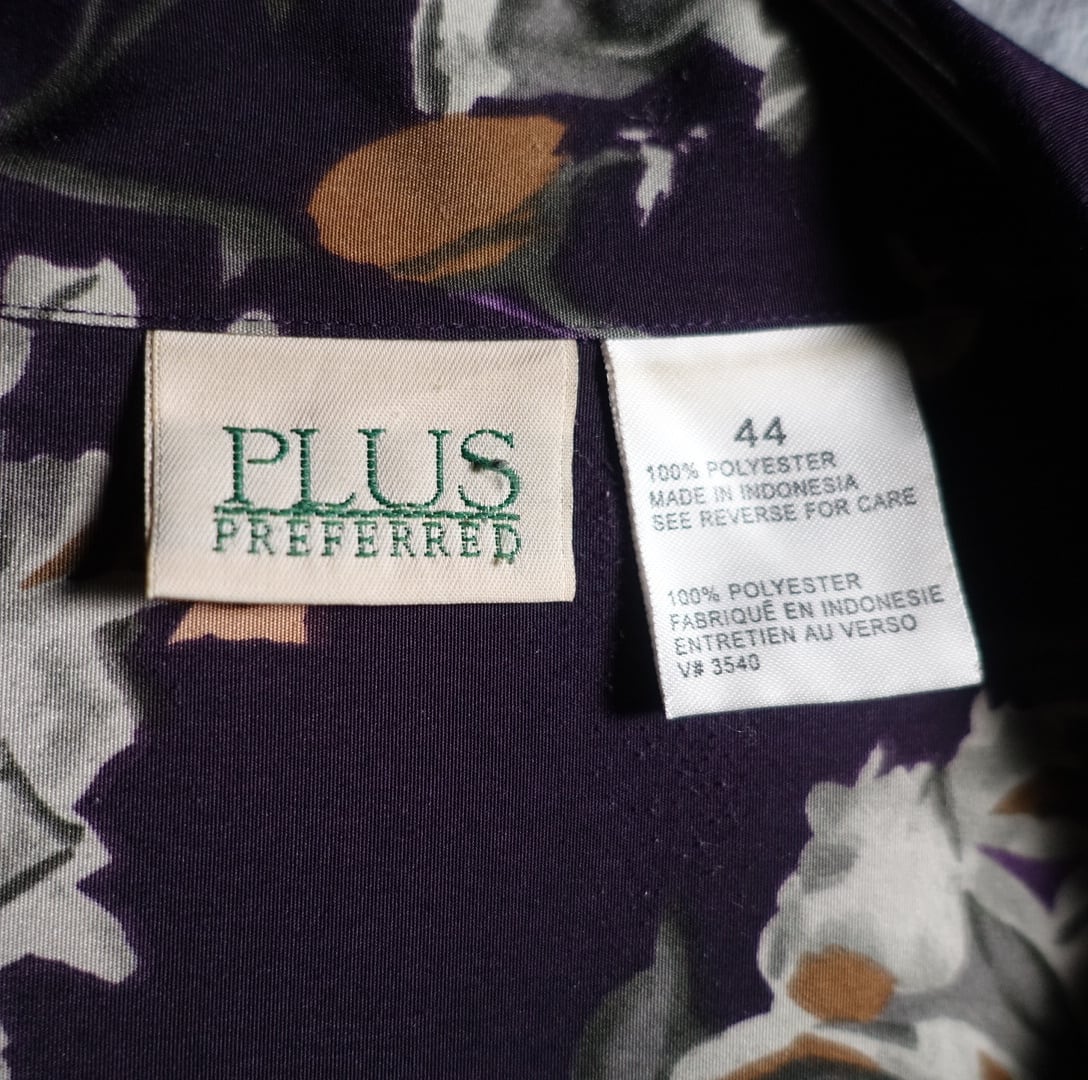 PLUS
PREFERRED
44
100% POLYESTER
MADE IN INDONESIA
SEE REVERSE FOR CARE
100% POLYESTER
FABRIQUÉ EN INDONESIE
ENTRETIEN AU VERSO
V# 3540